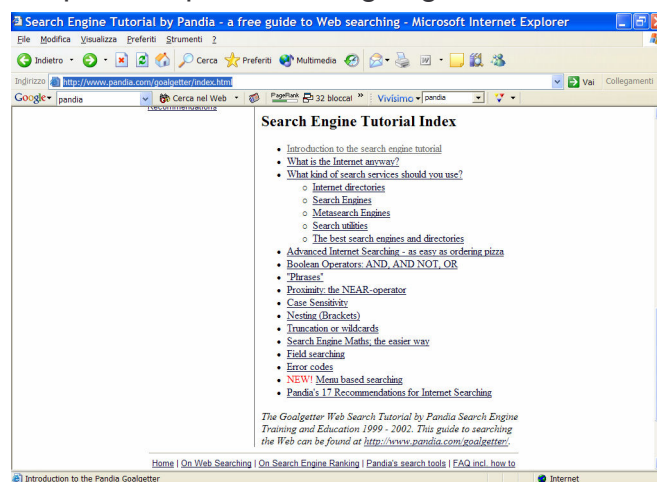 Search Engine Tutorial by Pandia - a free guide to Web searching - Microsoft Internet Explorer
File Modifica Visualizza Preferiti Strumenti ?
Indietro Cerca Preferiti Multimedia
Indirizzo http://www.pandia.com/goalgetter/index.html Vai Collegamenti
Google pandia Cerca nel Web PageRank 32 bloccal » Vivísimo pandia
Recommendations
Search Engine Tutorial Index
• Introduction to the search engine tutorial
• What is the Internet anyway?
• What kind of search services should you use?
o Internet directories
o Search Engines
o Metasearch Engines
o Search utilities
o The best search engines and directories
• Advanced Internet Searching - as easy as ordering pizza
• Boolean Operators: AND, AND NOT, OR
• "Phrases"
• Proximity: the NEAR-operator
• Case Sensitivity
• Nesting (Brackets)
• Truncation or wildcards
• Search Engine Maths; the easier way
• Field searching
• Error codes
• NEW! Menu based searching
• Pandia's 17 Recommendations for Internet Searching
The Goalgetter Web Search Tutorial by Pandia Search Engine
Training and Education 1999 - 2002. This guide to searching
the Web can be found at http://www.pandia.com/goalgetter/.
Home | On Web Searching | On Search Engine Ranking | Pandia's search tools | FAQ incl. how to
Introduction to the Pandia Goalgetter Internet